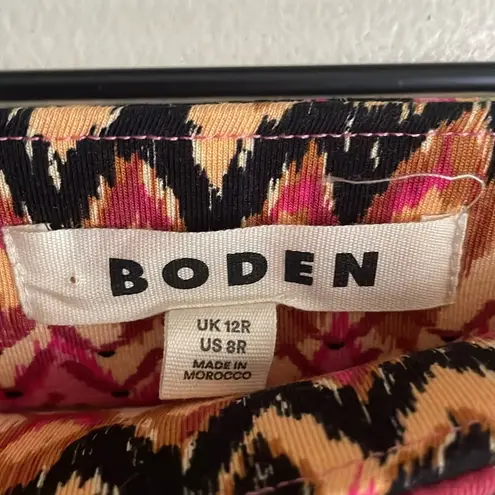 BODEN
UK 12R
US 8R
MADE IN
MOROCCO